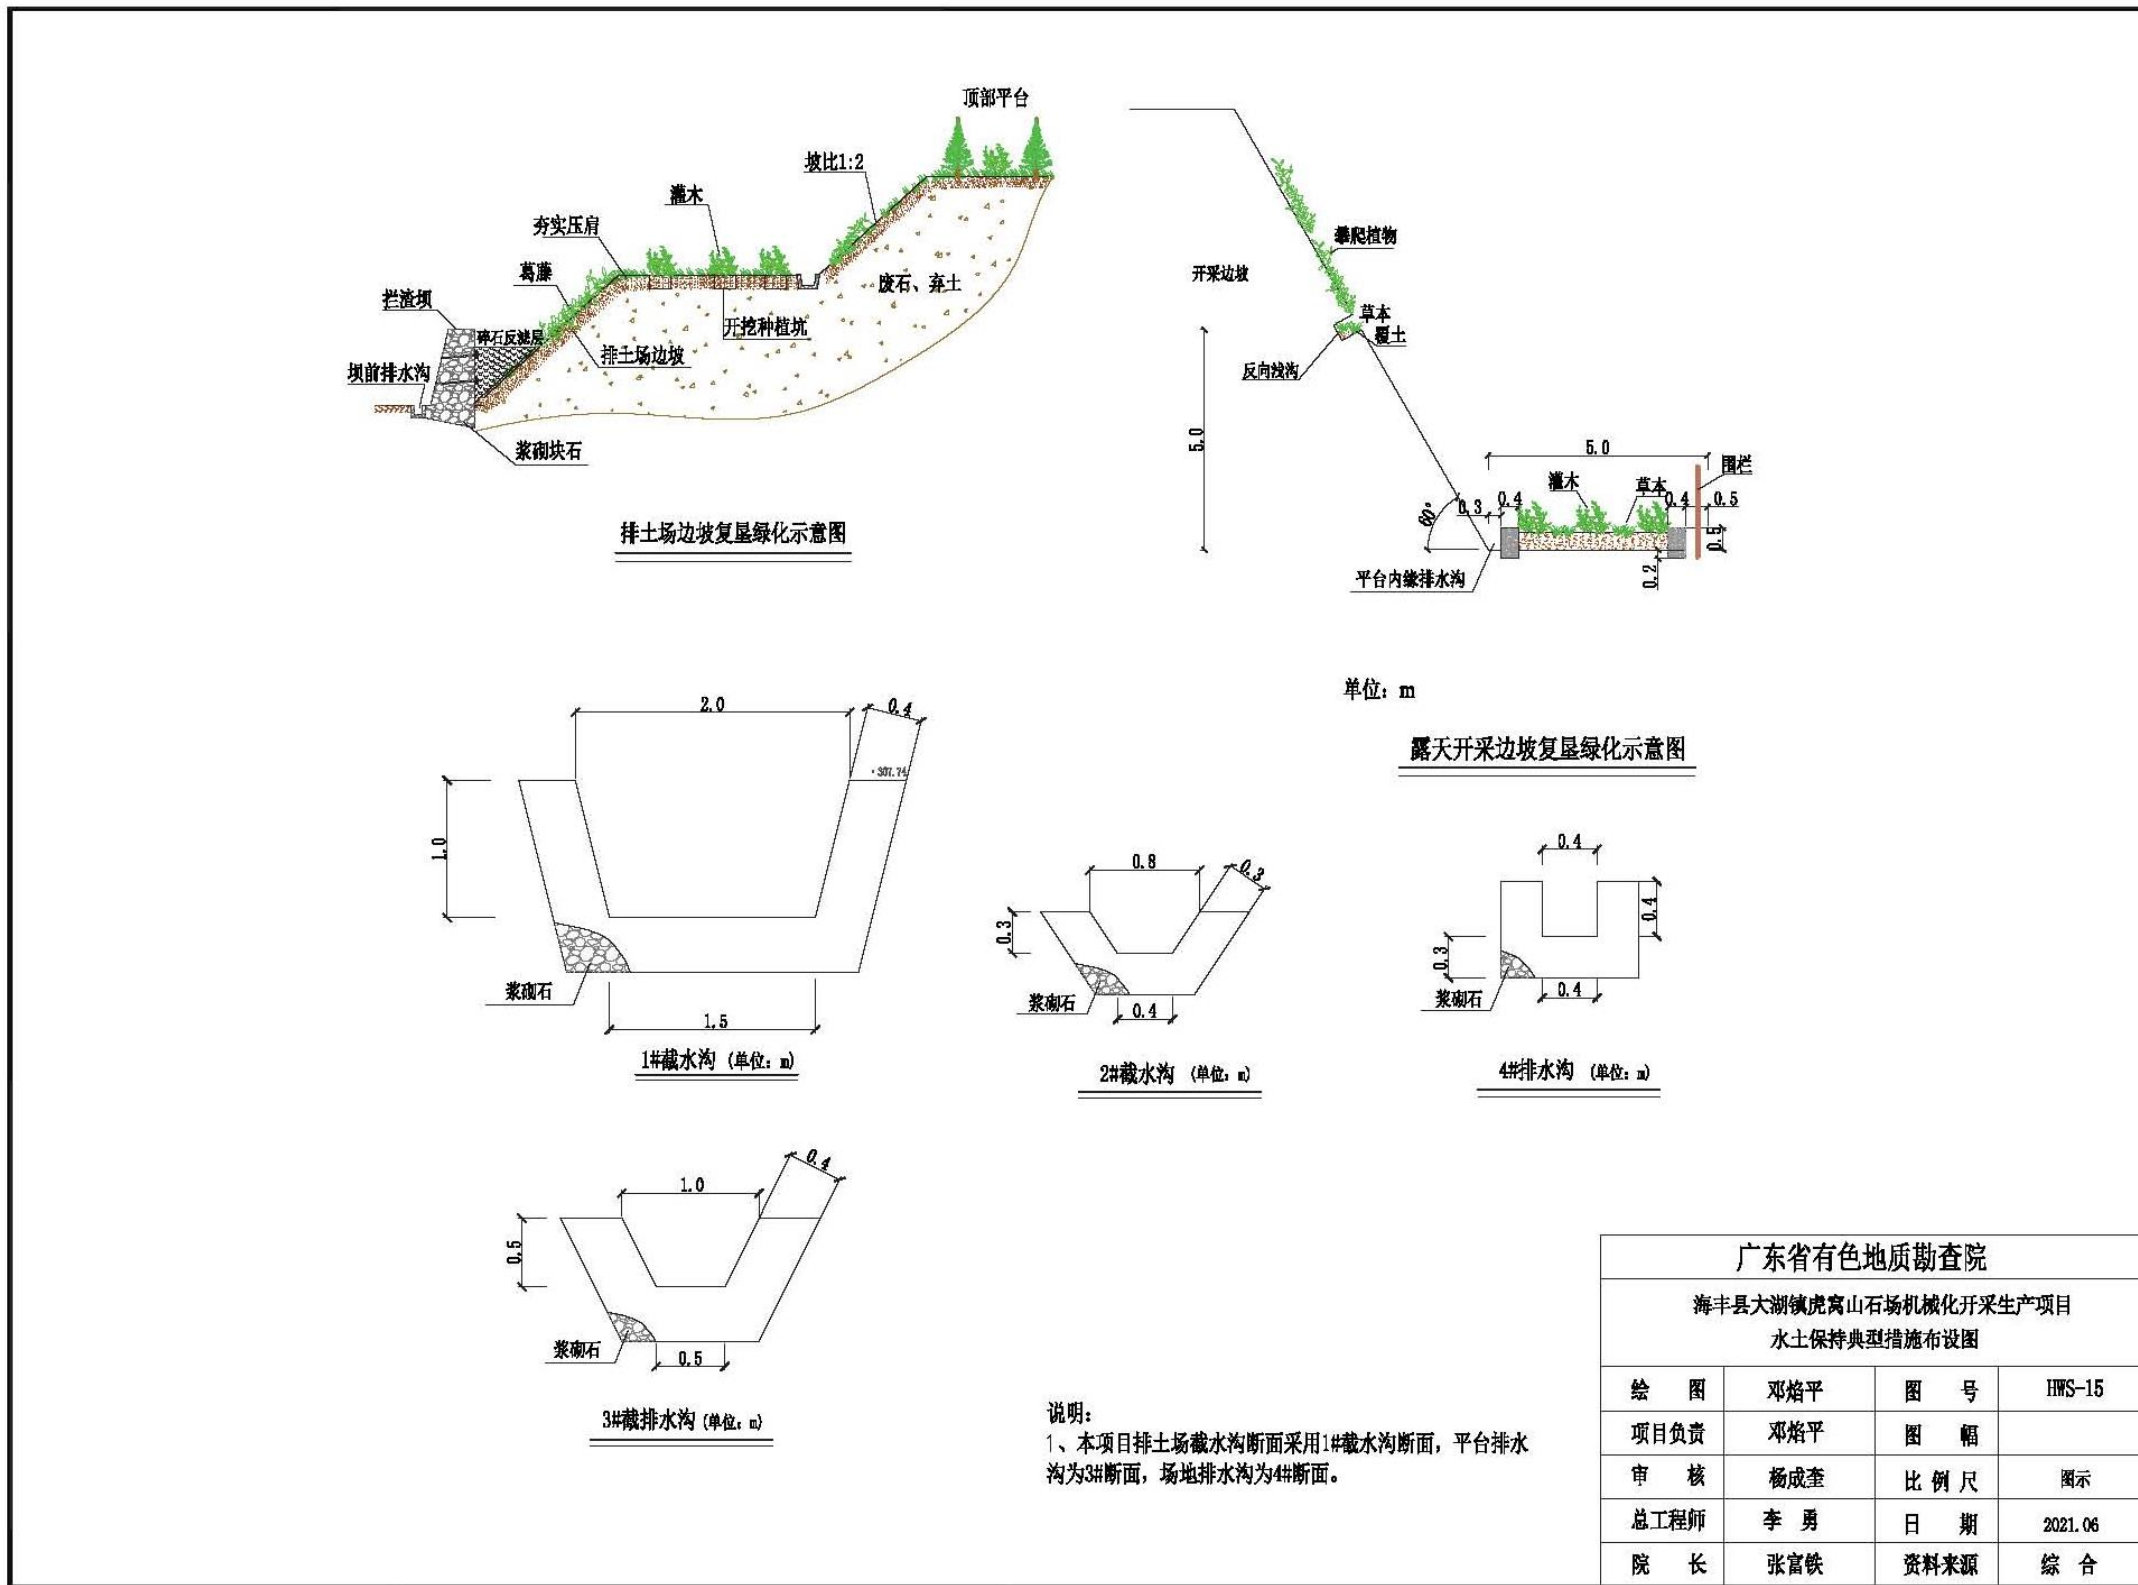 顶部平台
坡比1:2
灌木
夯实压肩
葛藤
拦渣坝
碎石反滤层
坝前排水沟
废石、弃土
开挖种植坑
排土场边坡
浆砌块石
排土场边坡复垦绿化示意图
攀爬植物
开采边坡
草本
覆土
反向浅沟
5.0
5.0
围栏
灌木
草本
0.3
0.4
0.4
0.5
60°
0.5
0.2
平台内缘排水沟
单位：m
露天开采边坡复垦绿化示意图
2.0
0.4
307.74
1.0
浆砌石
1.5
1#截水沟 (单位：m)
0.8
0.3
0.3
浆砌石
0.4
2#截水沟 (单位：m)
0.4
0.4
0.3
浆砌石
0.4
4#排水沟 (单位：m)
1.0
0.4
0.5
浆砌石
0.5
3#截排水沟 (单位：m)
说明：
1、本项目排土场截水沟断面采用1#截水沟断面，平台排水
沟为3#断面，场地排水沟为4#断面。
广东省有色地质勘查院
海丰县大湖镇虎窝山石场机械化开采生产项目
水土保持典型措施布设图
绘 图 邓焰平 图 号 HWS-15
项目负责 邓焰平 图 幅
审 核 杨成奎 比 例 尺 图示
总工程师 李 勇 日 期 2021.06
院 长 张富铁 资料来源 综 合